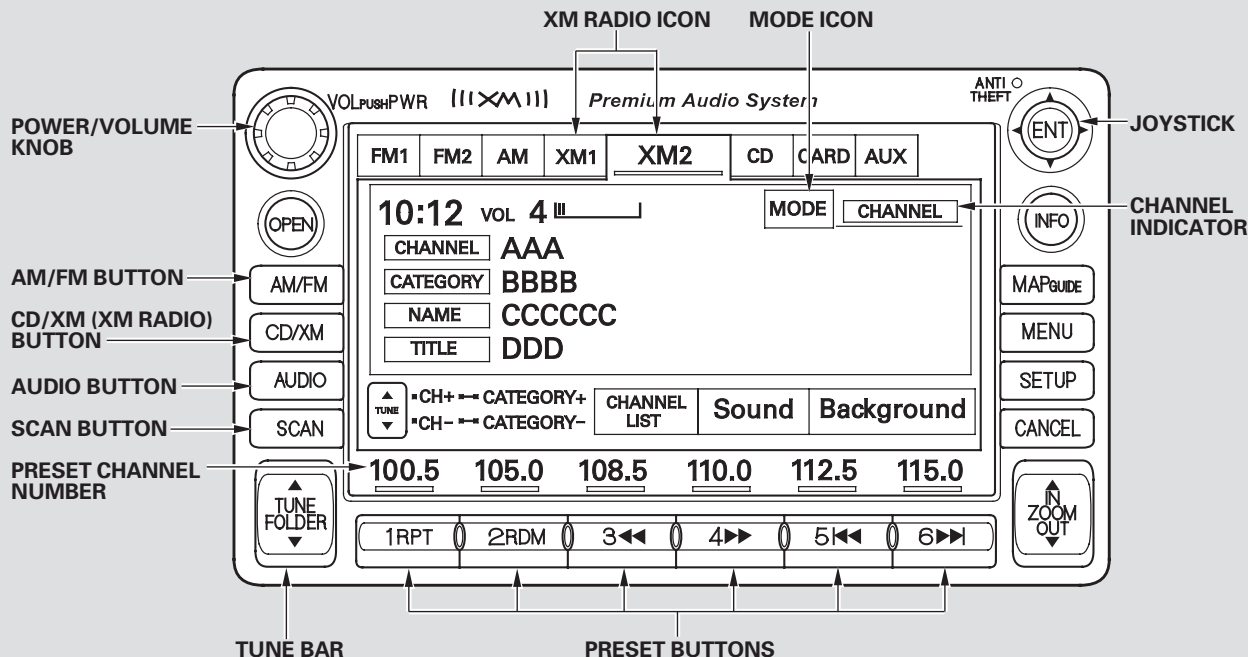 XM RADIO ICON
MODE ICON
POWER/VOLUME
KNOB
VOL PUSH PWR
XM
Premium Audio System
ANTI
THEFT
ENT
JOYSTICK
FM1
FM2
AM
XM1
XM2
CD
CARD
AUX
OPEN
10:12 VOL 4
MODE
CHANNEL
INFO
CHANNEL
INDICATOR
CHANNEL AAA
CATEGORY BBBB
NAME CCCCCC
TITLE DDD
AM/FM BUTTON
AM/FM
MAP GUIDE
CD/XM (XM RADIO)
BUTTON
CD/XM
MENU
AUDIO BUTTON
AUDIO
SETUP
SCAN BUTTON
SCAN
CANCEL
TUNE
CH+ CATEGORY+
CH− CATEGORY−
CHANNEL
LIST
Sound
Background
PRESET CHANNEL
NUMBER
100.5 105.0 108.5 110.0 112.5 115.0
TUNE
FOLDER
IN
ZOOM
OUT
1RPT
2RDM
3
4
5
6
TUNE BAR
PRESET BUTTONS